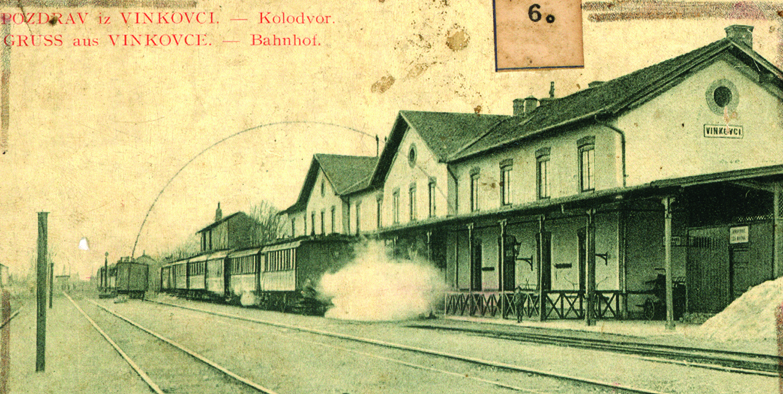 POZDRAV iz VINKOVCI. — Kolodvor.
GRUSS aus VINKOVCE. — Bahnhof.
6.
VINKOVCI